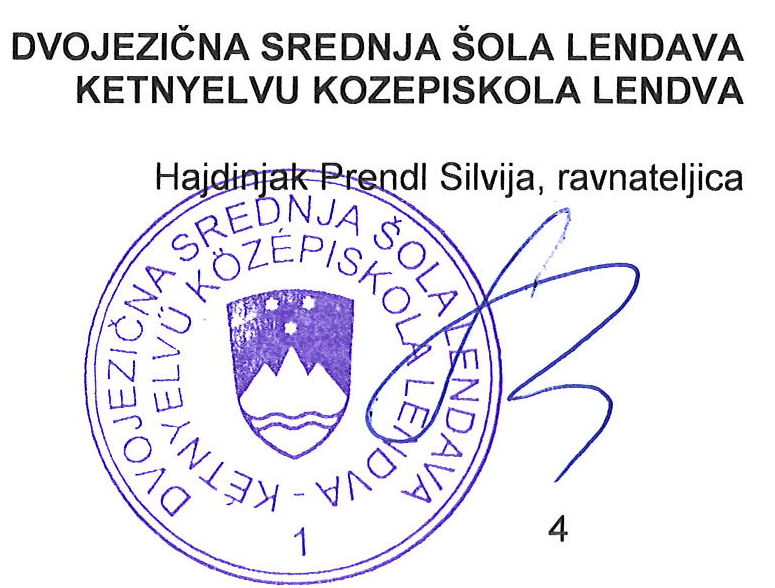 DVOJEZIČNA SREDNJA ŠOLA LENDAVA
KETNYELVU KOZEPISKOLA LENDVA
Hajdinjak Prendl Silvija, ravnateljica
DVOJEZIČNA SREDNJA ŠOLA LENDAVA
KÉTNYELVŰ KÖZÉPISKOLA LENDVA -
1
4